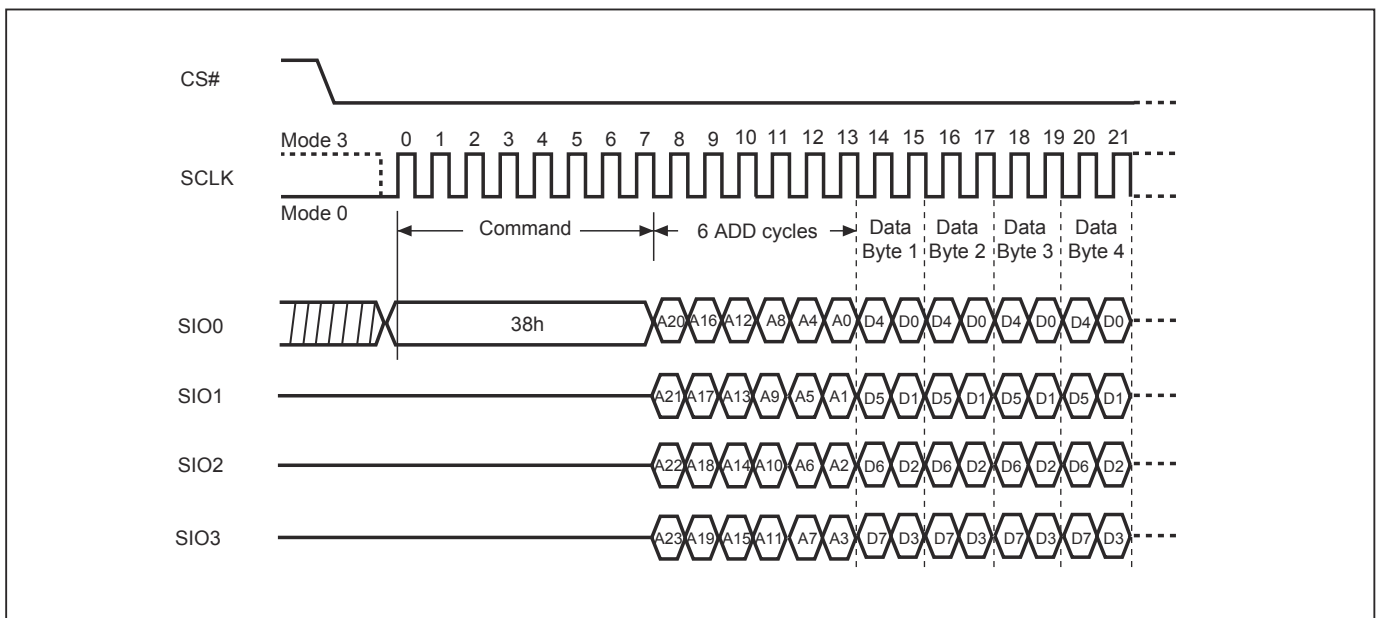 CS#
Mode 3
0 1 2 3 4 5 6 7 8 9 10 11 12 13 14 15 16 17 18 19 20 21
SCLK
Mode 0
Command
6 ADD cycles
Data Byte 1
Data Byte 2
Data Byte 3
Data Byte 4
SIO0
38h
A20 A16 A12 A8 A4 A0 D4 D0 D4 D0 D4 D0 D4 D0
SIO1
A21 A17 A13 A9 A5 A1 D5 D1 D5 D1 D5 D1 D5 D1
SIO2
A22 A18 A14 A10 A6 A2 D6 D2 D6 D2 D6 D2 D6 D2
SIO3
A23 A19 A15 A11 A7 A3 D7 D3 D7 D3 D7 D3 D7 D3